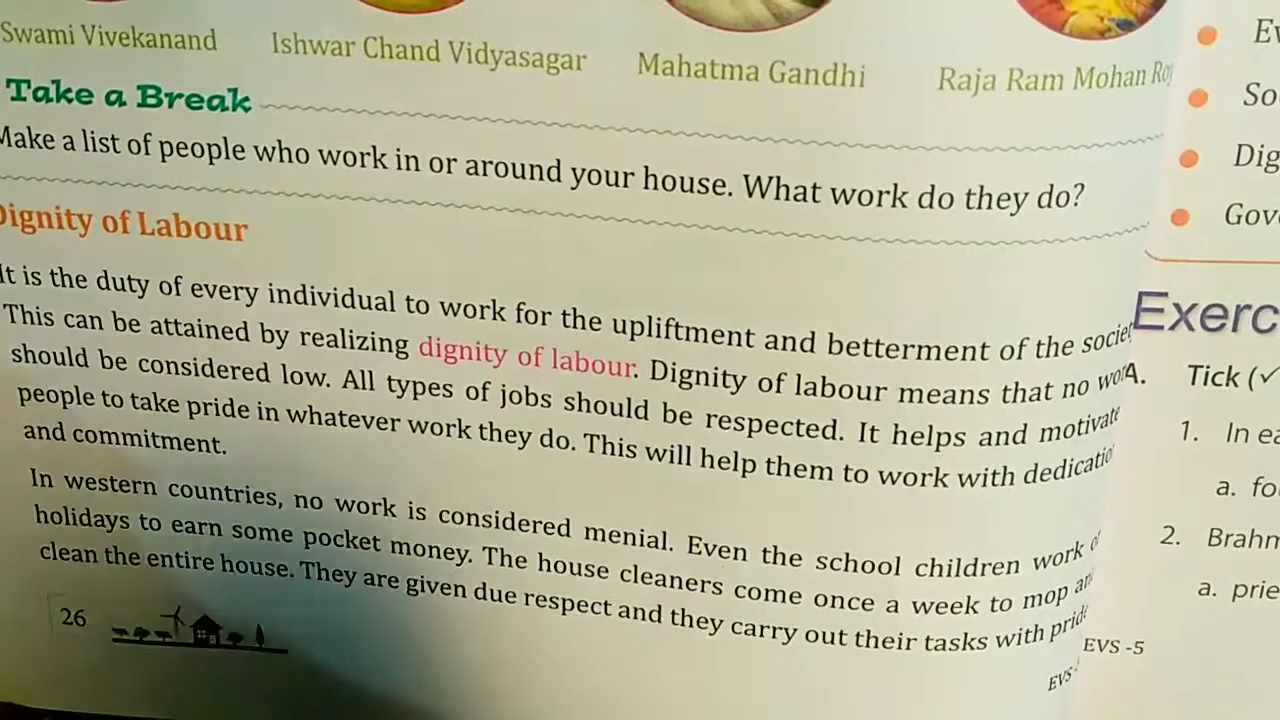 Swami Vivekanand
Ishwar Chand Vidyasagar
Mahatma Gandhi
Raja Ram Mohan Roy
Take a Break
Make a list of people who work in or around your house. What work do they do?
Dignity of Labour
It is the duty of every individual to work for the upliftment and betterment of the
This can be attained by realizing dignity of labour. Dignity of labour means that no
should be considered low. All types of jobs should be respected. It helps and motivate
people to take pride in whatever work they do. This will help them to work with
and commitment.
In western countries, no work is considered menial. Even the school children work
holidays to earn some pocket money. The house cleaners come once a week to mop
clean the entire house. They are given due respect and they carry out their tasks with
26
EVS -5
So
Dig
Gov
Exerc
A. Tick (✓
1. In ea
a. fo
2. Brahm
a. prie